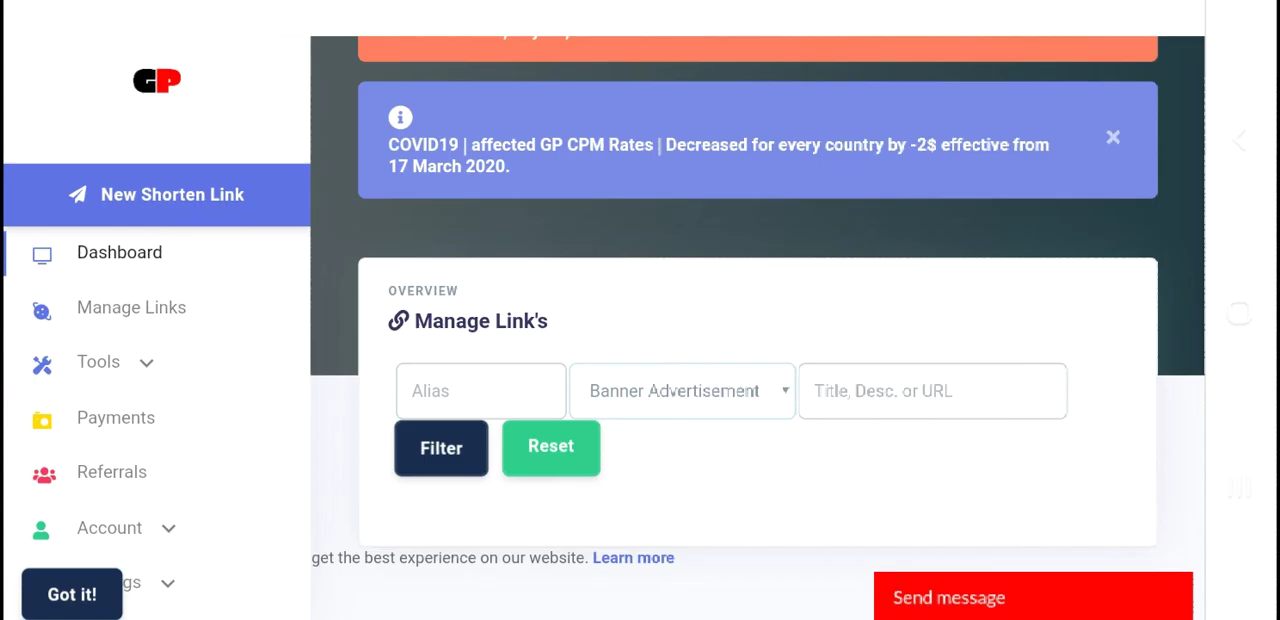 GP
COVID19 | affected GP CPM Rates | Decreased for every country by -2$ effective from
17 March 2020.
New Shorten Link
Dashboard
Manage Links
Tools
Payments
Referrals
Account
gs
Got it!
OVERVIEW
Manage Link's
Alias
Banner Advertisement
Title, Desc. or URL
Filter
Reset
get the best experience on our website. Learn more
Send message